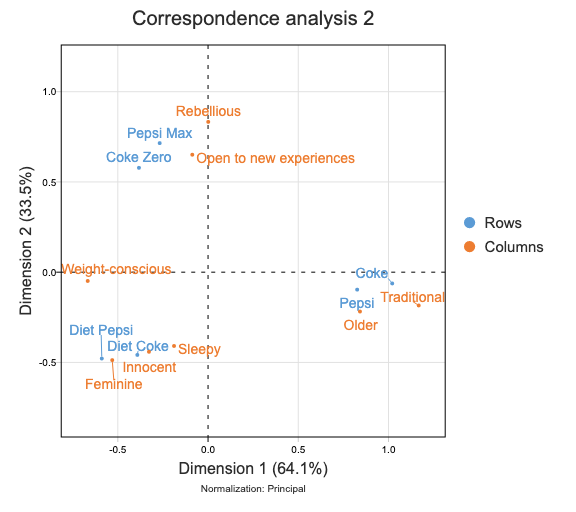 Correspondence analysis 2
Dimension 2 (33.5%)
1.0
0.5
0.0
-0.5
Rebellious
Pepsi Max
Coke Zero
Open to new experiences
Weight-conscious
Coke
Traditional
Pepsi
Older
Diet Pepsi
Diet Coke
Sleepy
Innocent
Feminine
Rows
Columns
-0.5
0.0
0.5
1.0
Dimension 1 (64.1%)
Normalization: Principal